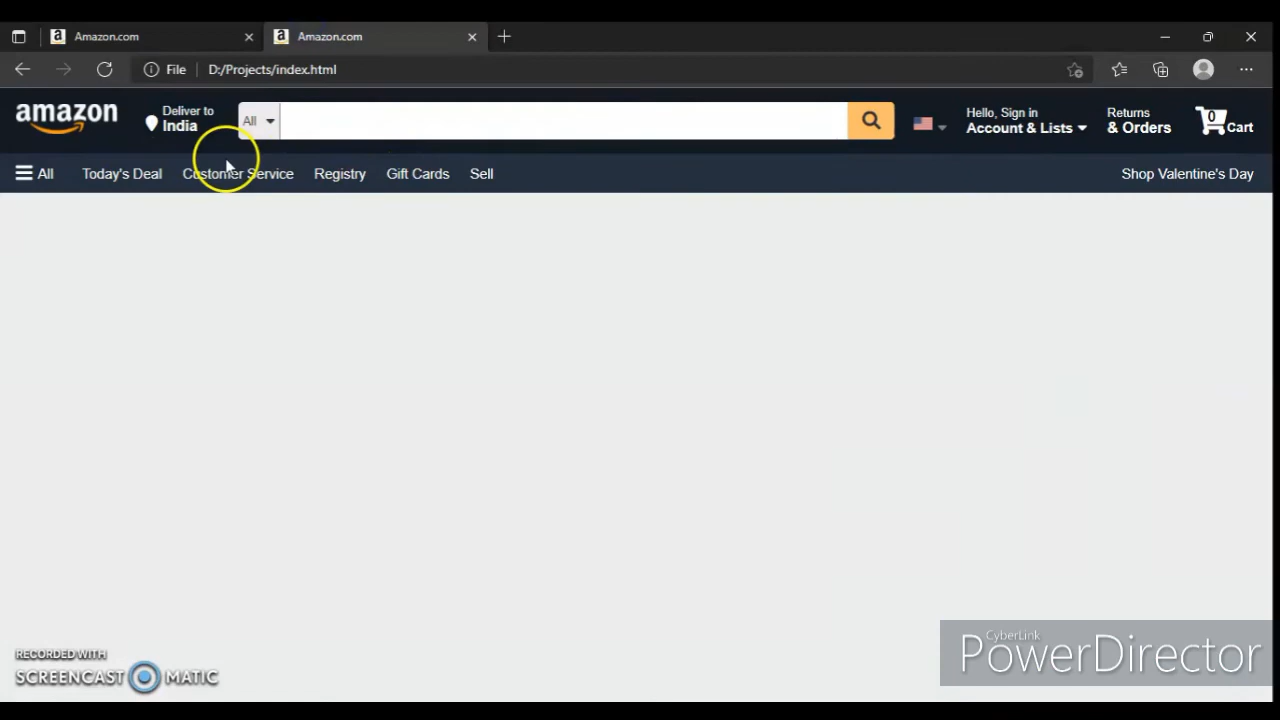 Amazon.com
Amazon.com
File D:/Projects/index.html
amazon
Deliver to
India
All
Hello, Sign in
Account & Lists
Returns
& Orders
0
Cart
All Today's Deal Customer Service Registry Gift Cards Sell Shop Valentine's Day
RECORDED WITH
SCREENCAST MATIC
CyberLink
PowerDirector